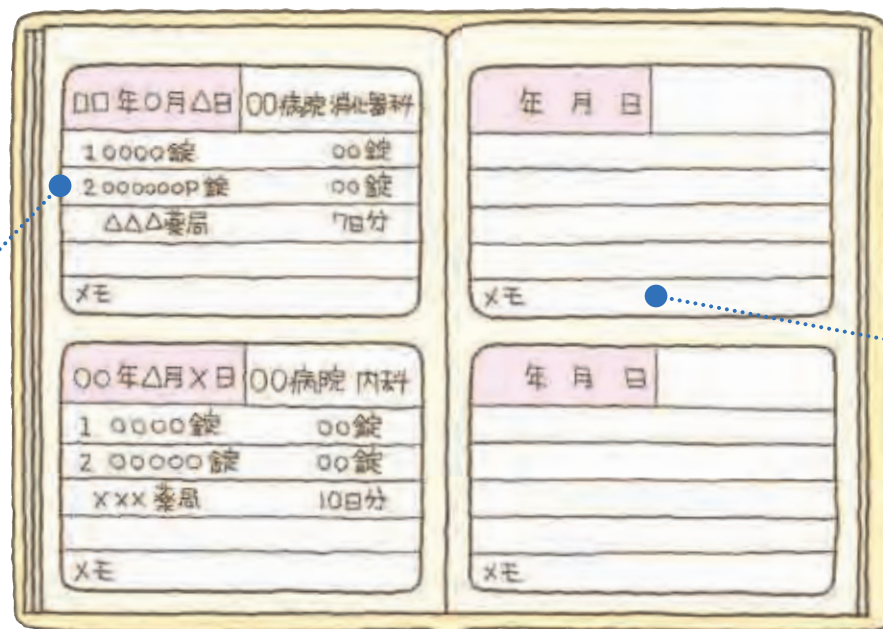 □□年○月△日 ○○病院 消化器科
1 ○○○○錠 ○○錠
2 ○○○○○○P錠 ○○錠
△△△薬局 7日分
メモ
○○年△月×日 ○○病院 内科
1 ○○○○錠 ○○錠
2 ○○○○○錠 ○○錠
×××薬局 10日分
メモ
年 月 日
メモ
年 月 日
メモ